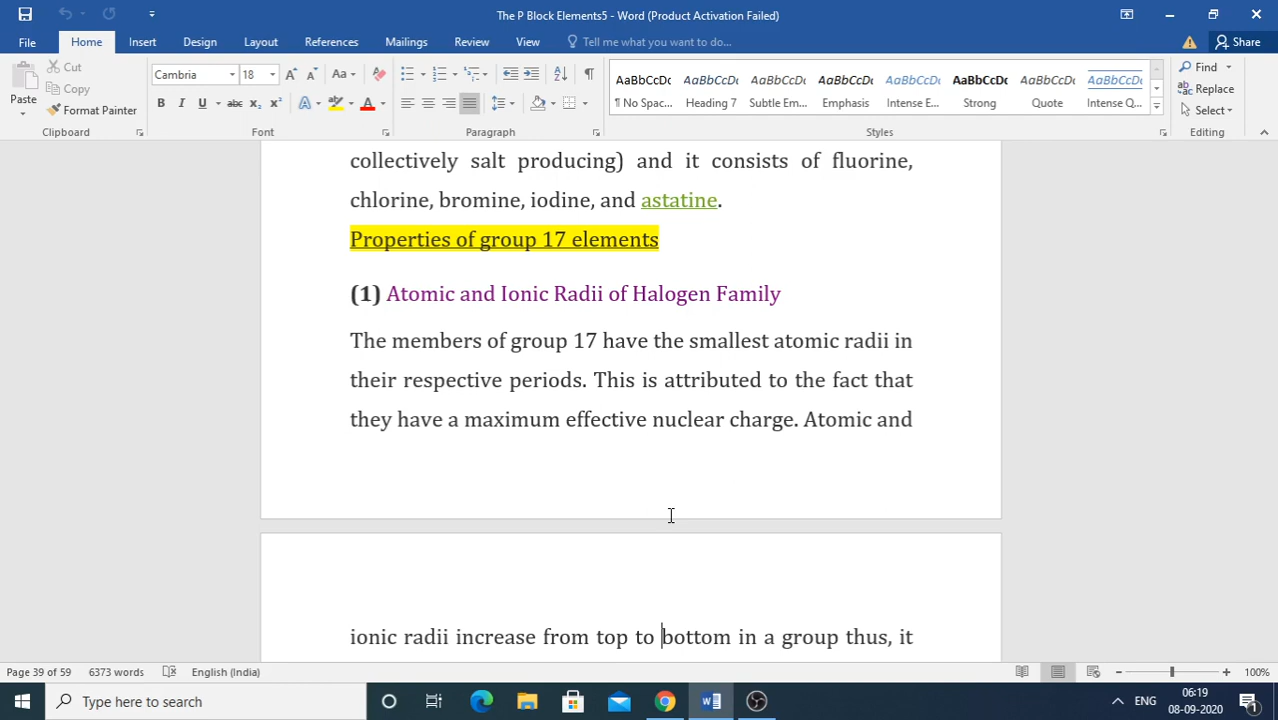 The P Block Elements5 - Word (Product Activation Failed)
File Home Insert Design Layout References Mailings Review View Tell me what you want to do... Share
Paste
Cut
Copy
Format Painter
Clipboard
Cambria 18 Aa
B I U abc X₂ X² A A
Font
Paragraph
AaBbCcDc AaBbCcDc AaBbCcDc AaBbCcDc AaBbCcDc AaBbCcDc AaBbCcDc AaBbCcDc
¶ No Spac... Heading 7 Subtle Em... Emphasis Intense E... Strong Quote Intense Q...
Styles
Find
Replace
Select
Editing
collectively salt producing) and it consists of fluorine,
chlorine, bromine, iodine, and astatine.
Properties of group 17 elements
(1) Atomic and Ionic Radii of Halogen Family
The members of group 17 have the smallest atomic radii in
their respective periods. This is attributed to the fact that
they have a maximum effective nuclear charge. Atomic and
ionic radii increase from top to bottom in a group thus, it
Page 39 of 59 6373 words English (India) 100%
Type here to search
ENG
06:19
08-09-2020
1